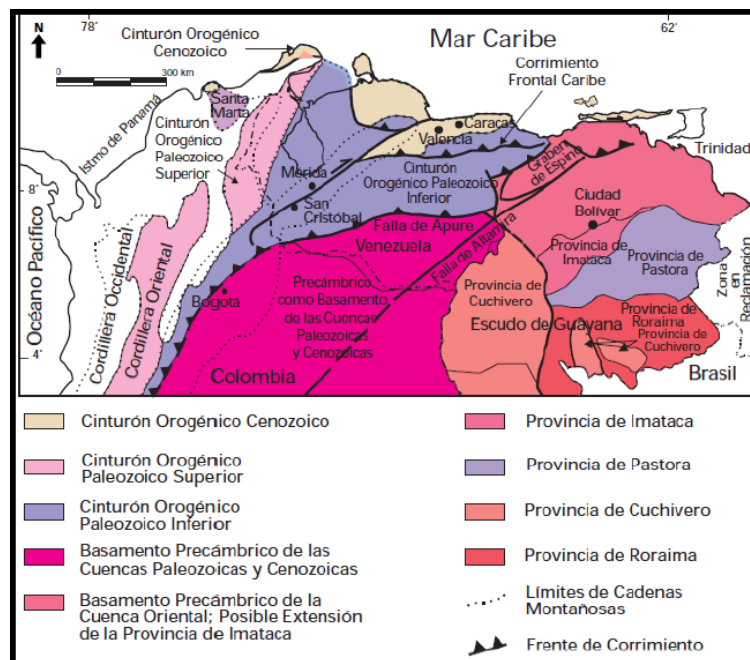 78°
62°
N
Cinturón Orogénico
Cenozoico
Mar Caribe
0
300 km
Corrimiento
Frontal Caribe
Santa
Marta
Istmo de Panamá
Cinturón
Orogénico
Paleozoico
Superior
Caracas
Valencia
Trinidad
Graben
de Espino
Mérida
Cinturón
Orogénico Paleozoico
Inferior
8°
San
Cristóbal
Ciudad
Bolívar
Falla de Apure
Venezuela
Falla de Altamira
Provincia de
Imataca
Provincia de
Pastora
Zona
en
Reclamación
Océano Pacífico
Cordillera Occidental
Cordillera Oriental
Bogotá
Precámbrico
como Basamento
de las Cuencas
Paleozoicas
y Cenozoicas
Provincia de
Cuchivero
Escudo de Guayana
Provincia de
Roraima
Provincia de
Cuchivero
4°
Colombia
Brasil
Cinturón Orogénico Cenozoico
Cinturón Orogénico
Paleozoico Superior
Cinturón Orogénico
Paleozoico Inferior
Basamento Precámbrico de las
Cuencas Paleozoicas y Cenozoicas
Basamento Precámbrico de la
Cuenca Oriental; Posible Extensión
de la Provincia de Imataca
Provincia de Imataca
Provincia de Pastora
Provincia de Cuchivero
Provincia de Roraima
Límites de Cadenas
Montañosas
Frente de Corrimiento